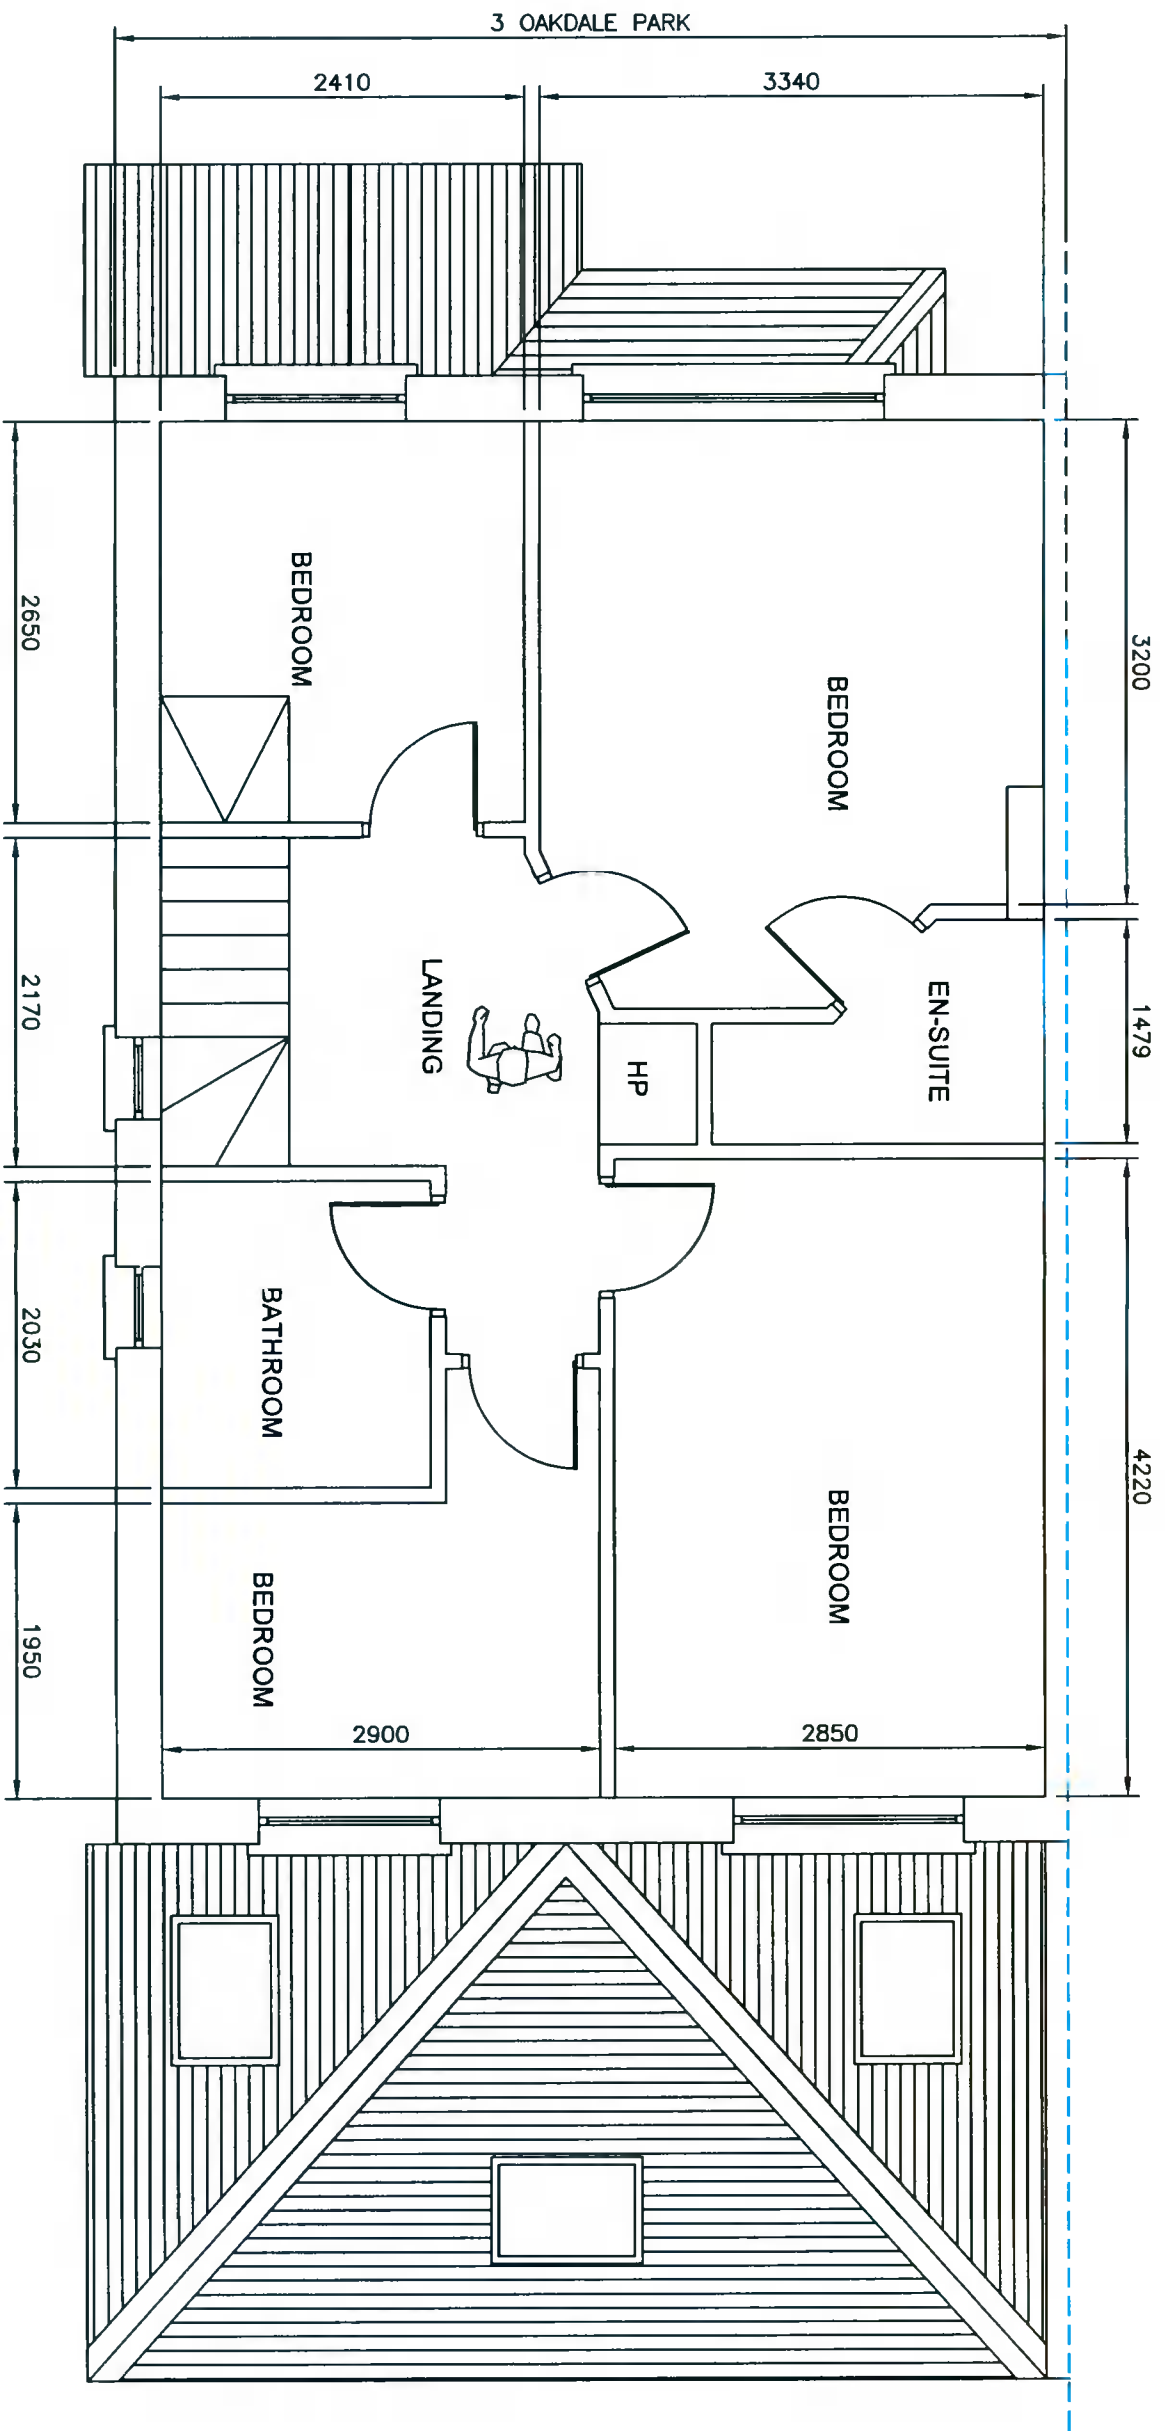 3 OAKDALE PARK
2410
3340
BEDROOM
BEDROOM
2650
3200
LANDING
EN-SUITE
HP
2170
1479
BATHROOM
2030
4220
BEDROOM
BEDROOM
1950
2900
2850